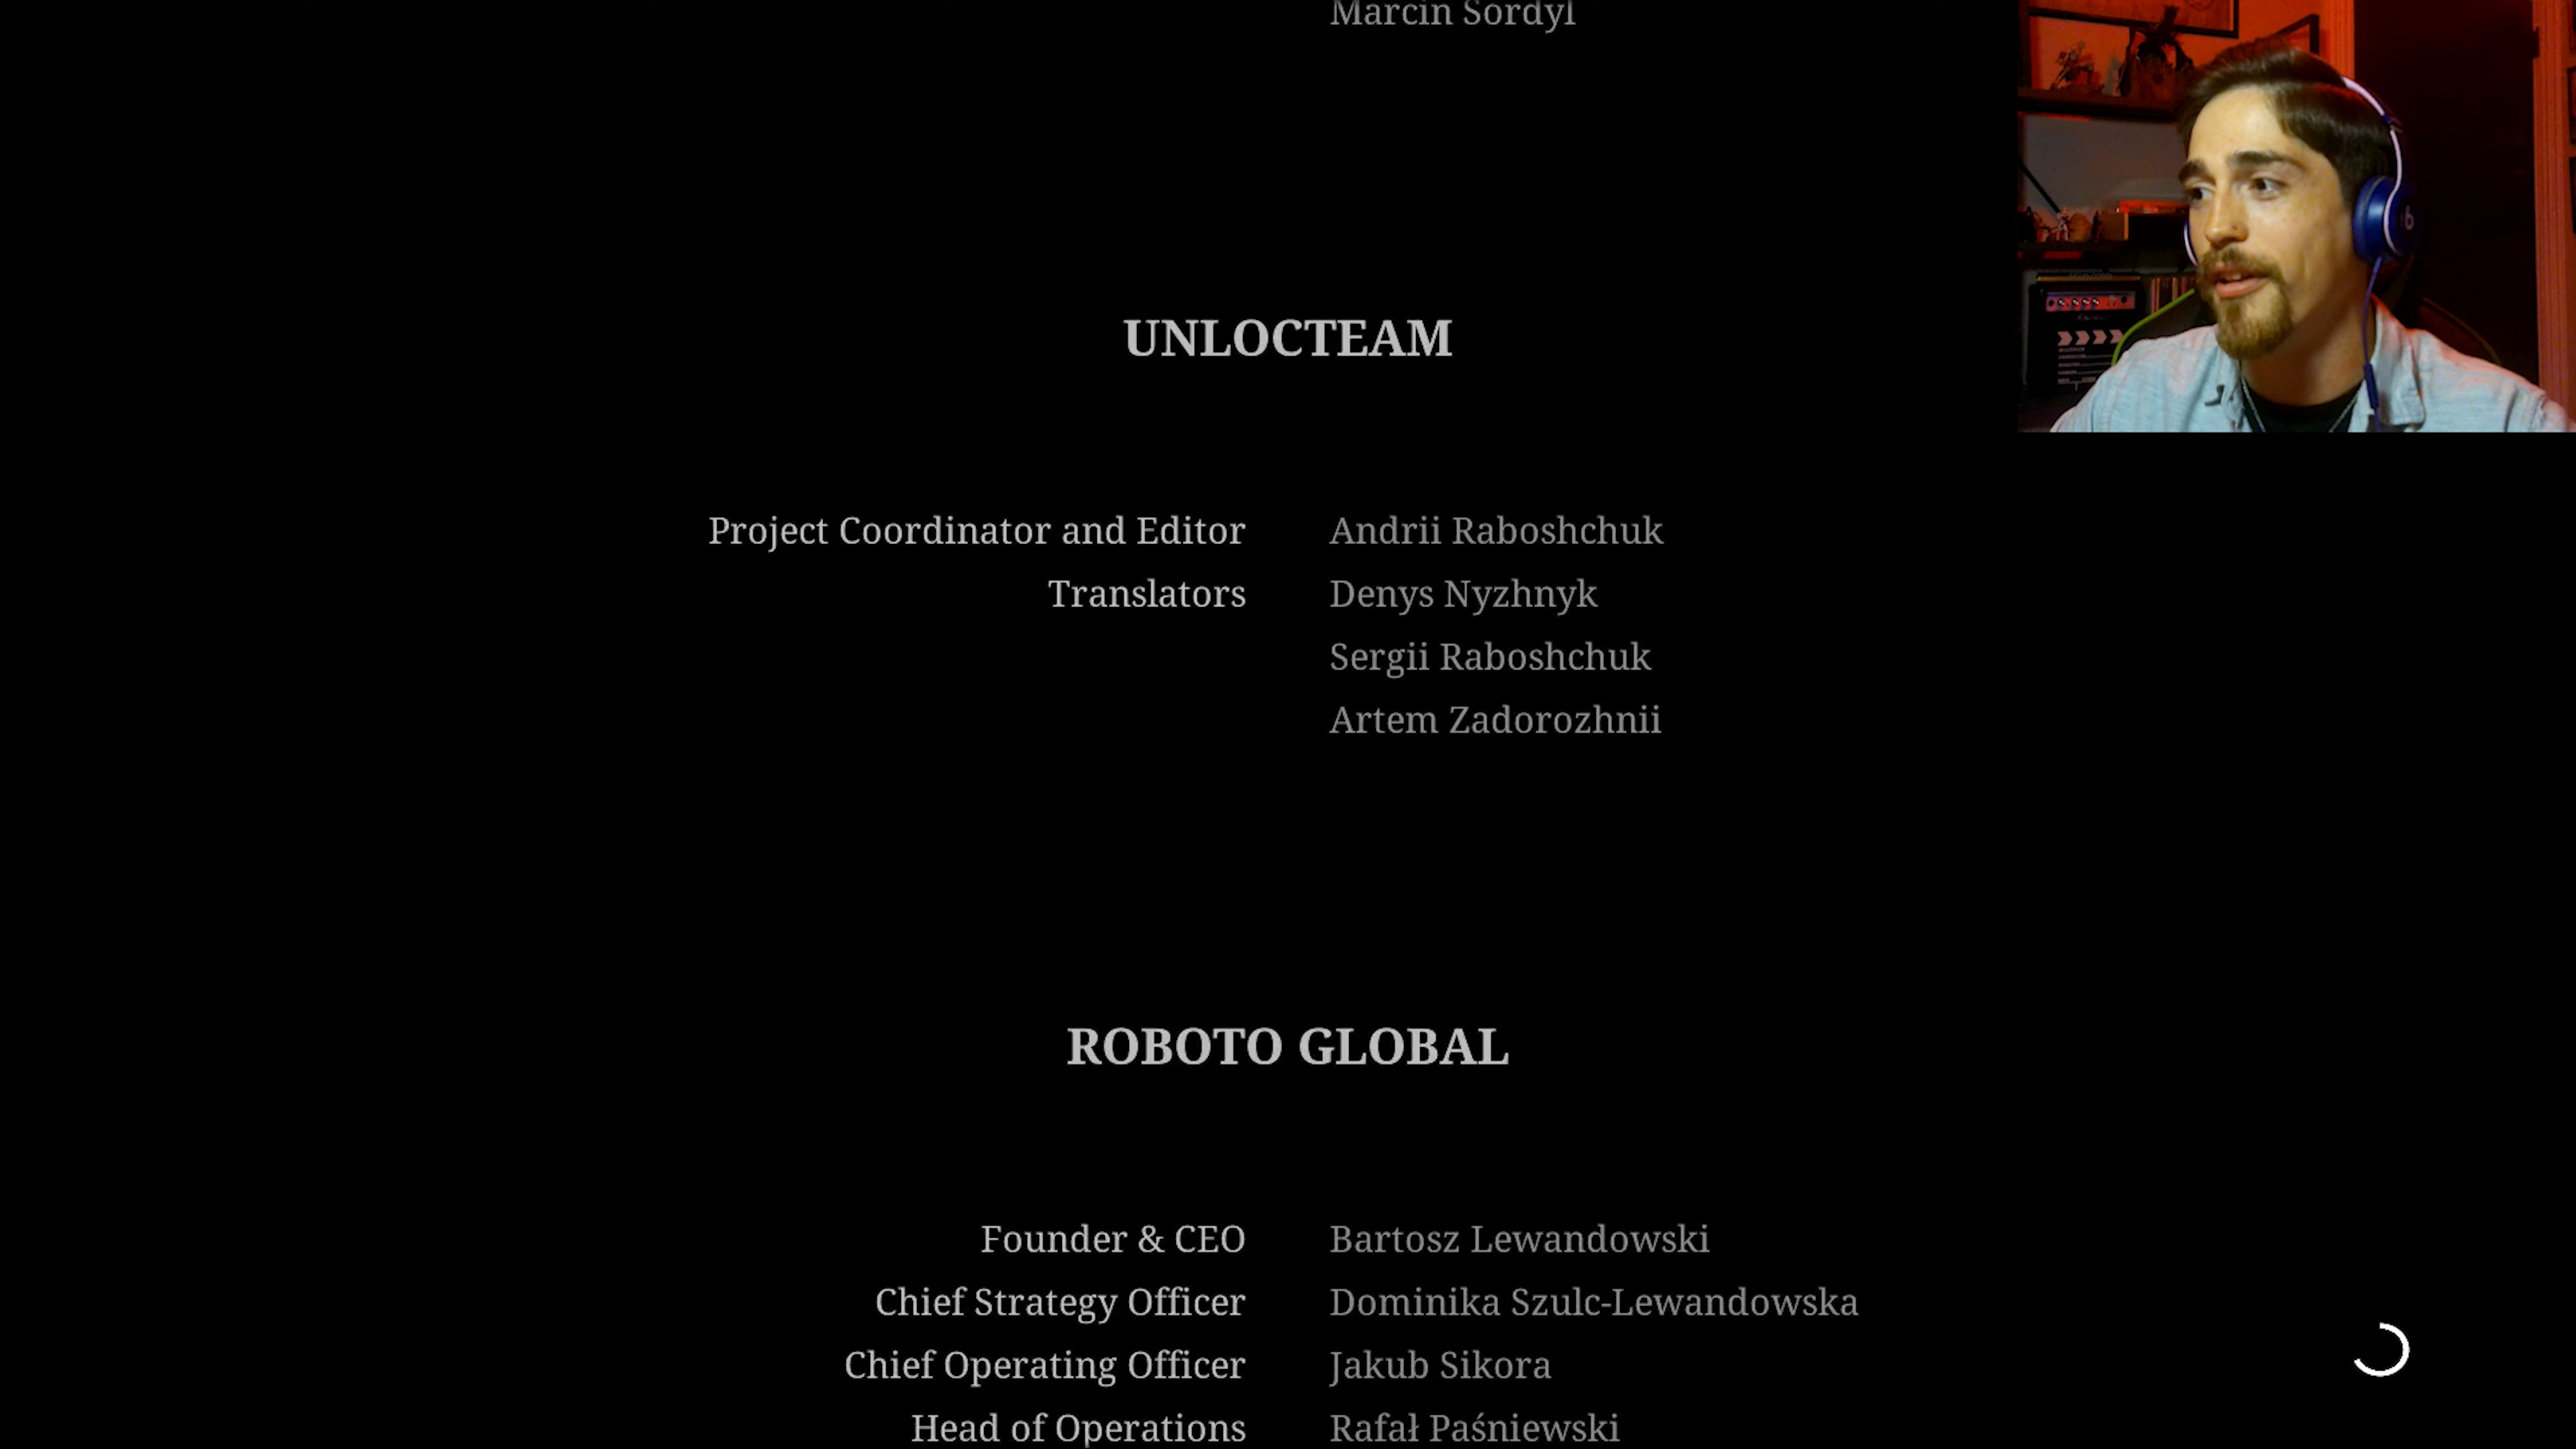 Marcin Sordyl
UNLOCTEAM
Project Coordinator and Editor Andrii Raboshchuk
Translators Denys Nyzhnyk
Sergii Raboshchuk
Artem Zadorozhnii
ROBOTO GLOBAL
Founder & CEO Bartosz Lewandowski
Chief Strategy Officer Dominika Szulc-Lewandowska
Chief Operating Officer Jakub Sikora
Head of Operations Rafał Paśniewski